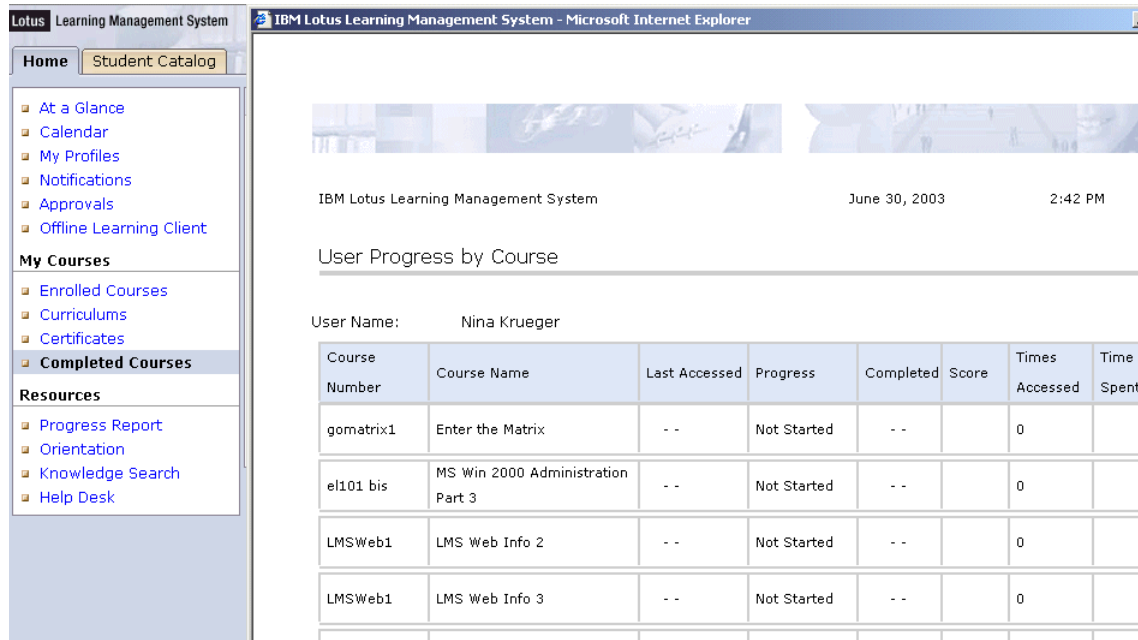 Lotus Learning Management System
Home Student Catalog
At a Glance
Calendar
My Profiles
Notifications
Approvals
Offline Learning Client
My Courses
Enrolled Courses
Curriculums
Certificates
Completed Courses
Resources
Progress Report
Orientation
Knowledge Search
Help Desk
IBM Lotus Learning Management System - Microsoft Internet Explorer
IBM Lotus Learning Management System June 30, 2003 2:42 PM
User Progress by Course
User Name: Nina Krueger
Course Number Course Name Last Accessed Progress Completed Score Times Accessed Time Spent
gomatrix1 Enter the Matrix - - Not Started - - 0
el101 bis MS Win 2000 Administration Part 3 - - Not Started - - 0
LMSWeb1 LMS Web Info 2 - - Not Started - - 0
LMSWeb1 LMS Web Info 3 - - Not Started - - 0